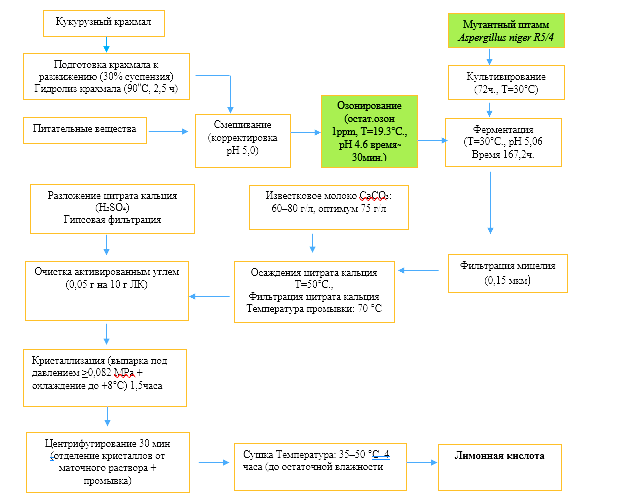 Кукурузный крахмал
Подготовка крахмала к
разжижению (30% суспензия)
Гидролиз крахмала (90°С, 2,5 ч)
Питательные вещества
Смешивание
(корректировка
pH 5,0)
Озонирование
(остат.озон
1ppm, T=19.3°C.,
pH 4.6 время~
30мин.)
Мутантный штамм
Aspergillus niger R5/4
Культивирование
(72ч., Т=30°С)
Ферментация
(Т=30°С., pH 5,06
Время 167,2ч.
Фильтрация мицелия
(0,15 мкм)
Известковое молоко CaCO₃:
60–80 г/л, оптимум 75 г/л
Осаждения цитрата кальция
Т=50°С.,
Фильтрация цитрата кальция
Температура промывки: 70 °С
Разложение цитрата кальция
(H₂SO₄)
Гипсовая фильтрация
Очистка активированным углем
(0,05 г на 10 г ЛК)
Кристаллизация (выпарка под
давлением ≥0,082 MPa +
охлаждение до +8°С) 1,5часа
Центрифугирование 30 мин
(отделение кристаллов от
маточного раствора +
промывка)
Сушка Температура: 35–50 °С 4
часа (до остаточной влажности
Лимонная кислота